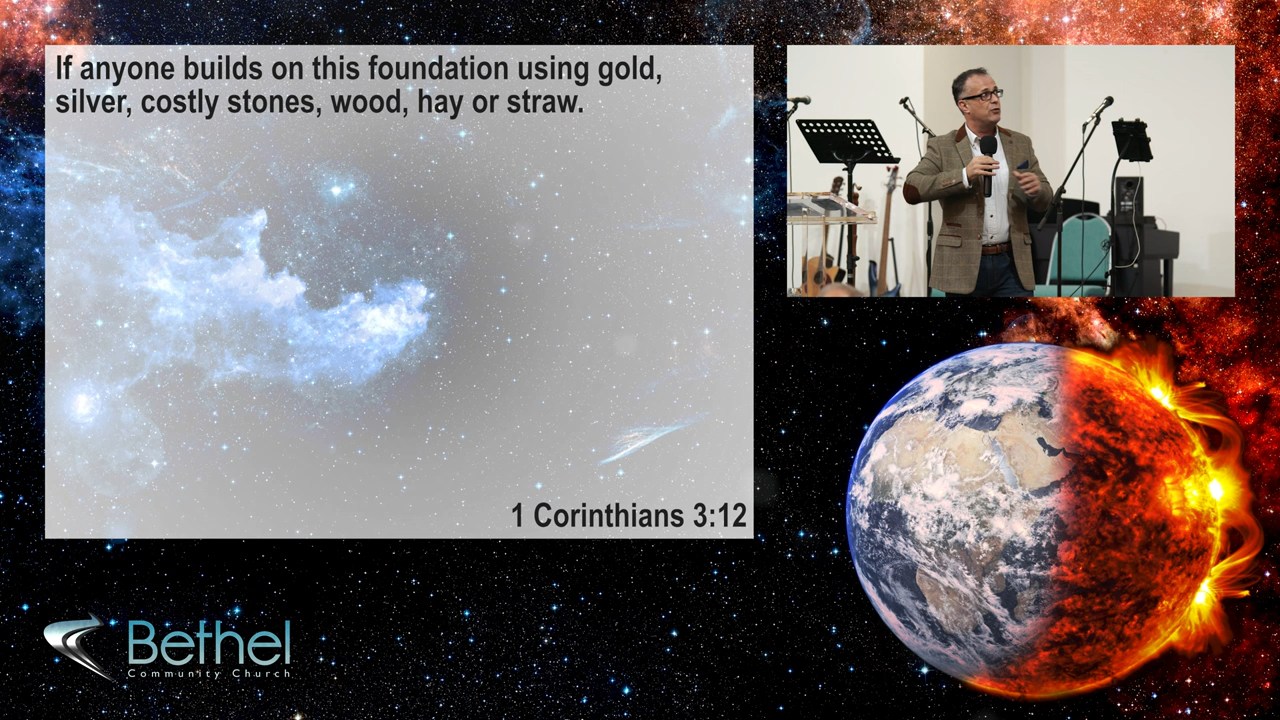 If anyone builds on this foundation using gold,
silver, costly stones, wood, hay or straw.
1 Corinthians 3:12
Bethel
Community Church